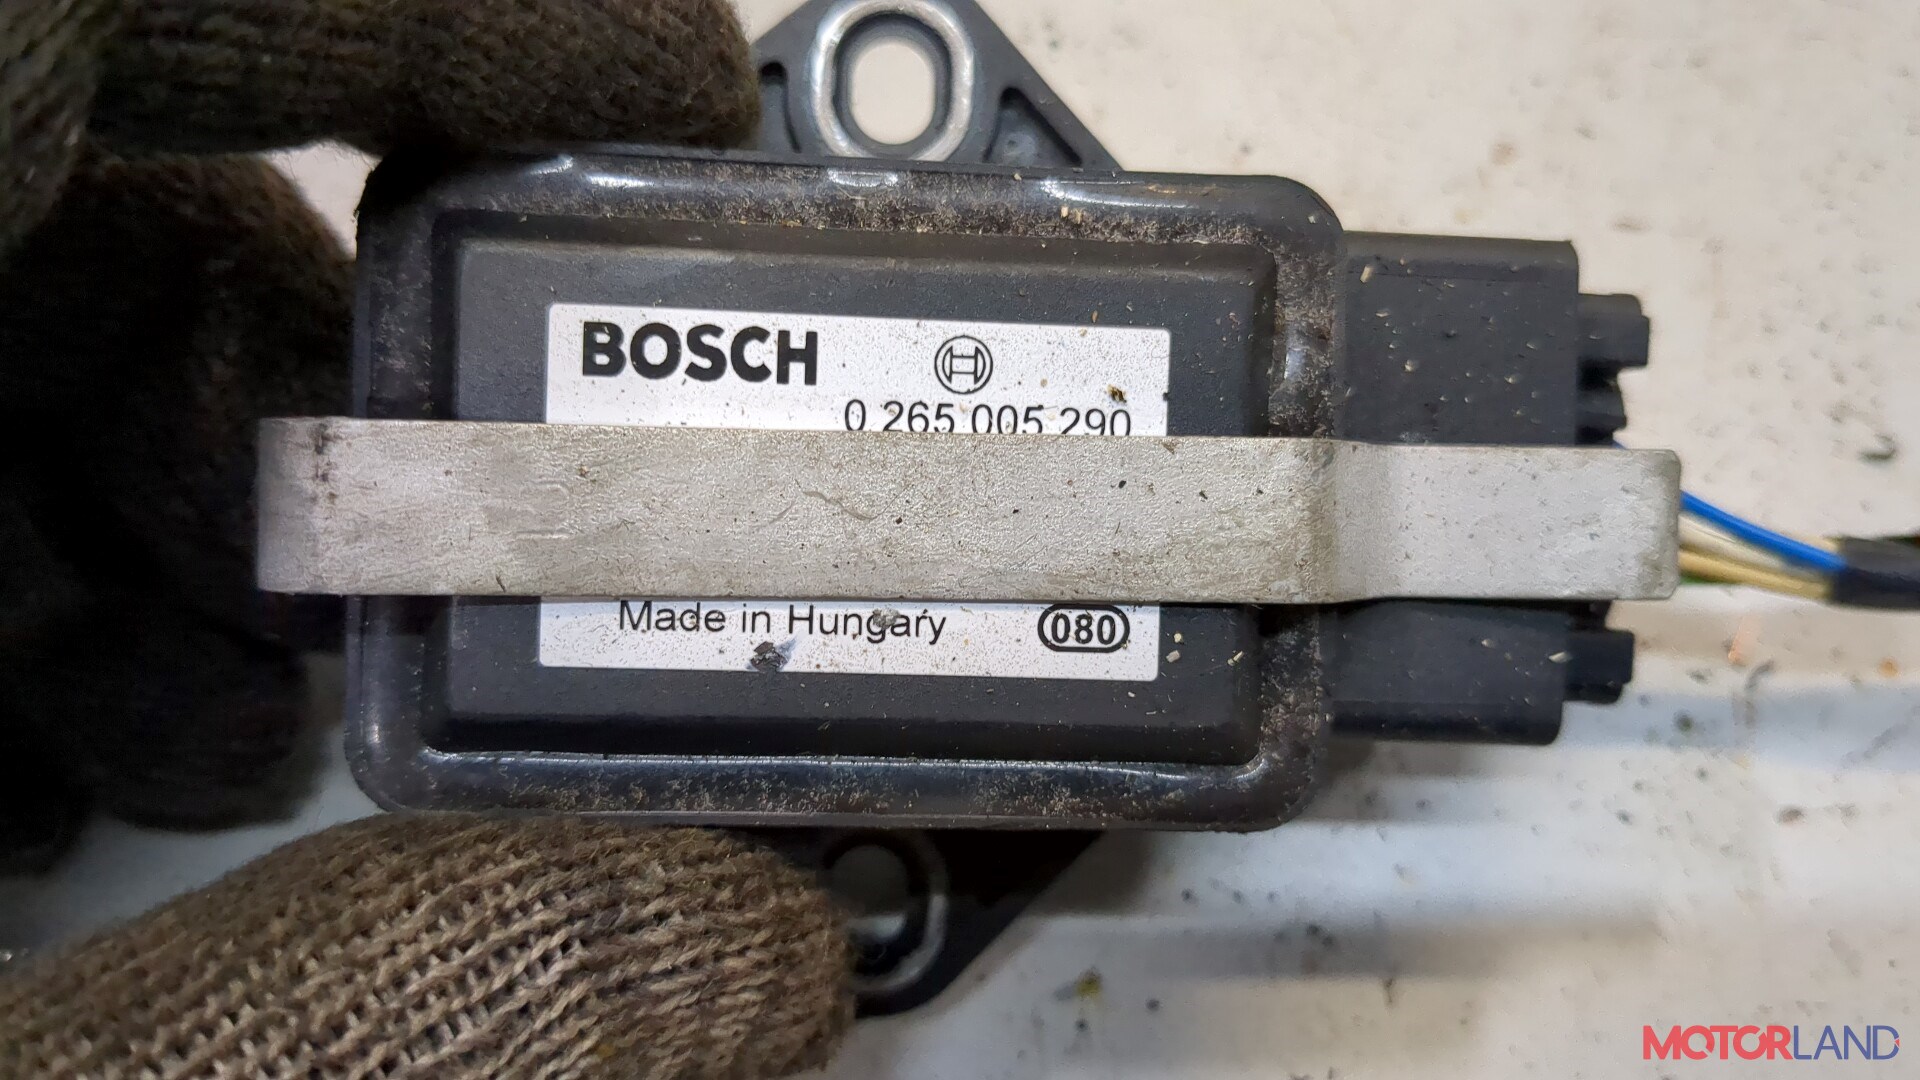 BOSCH
0 265 005 290
Made in Hungary
080
MOTORLAND